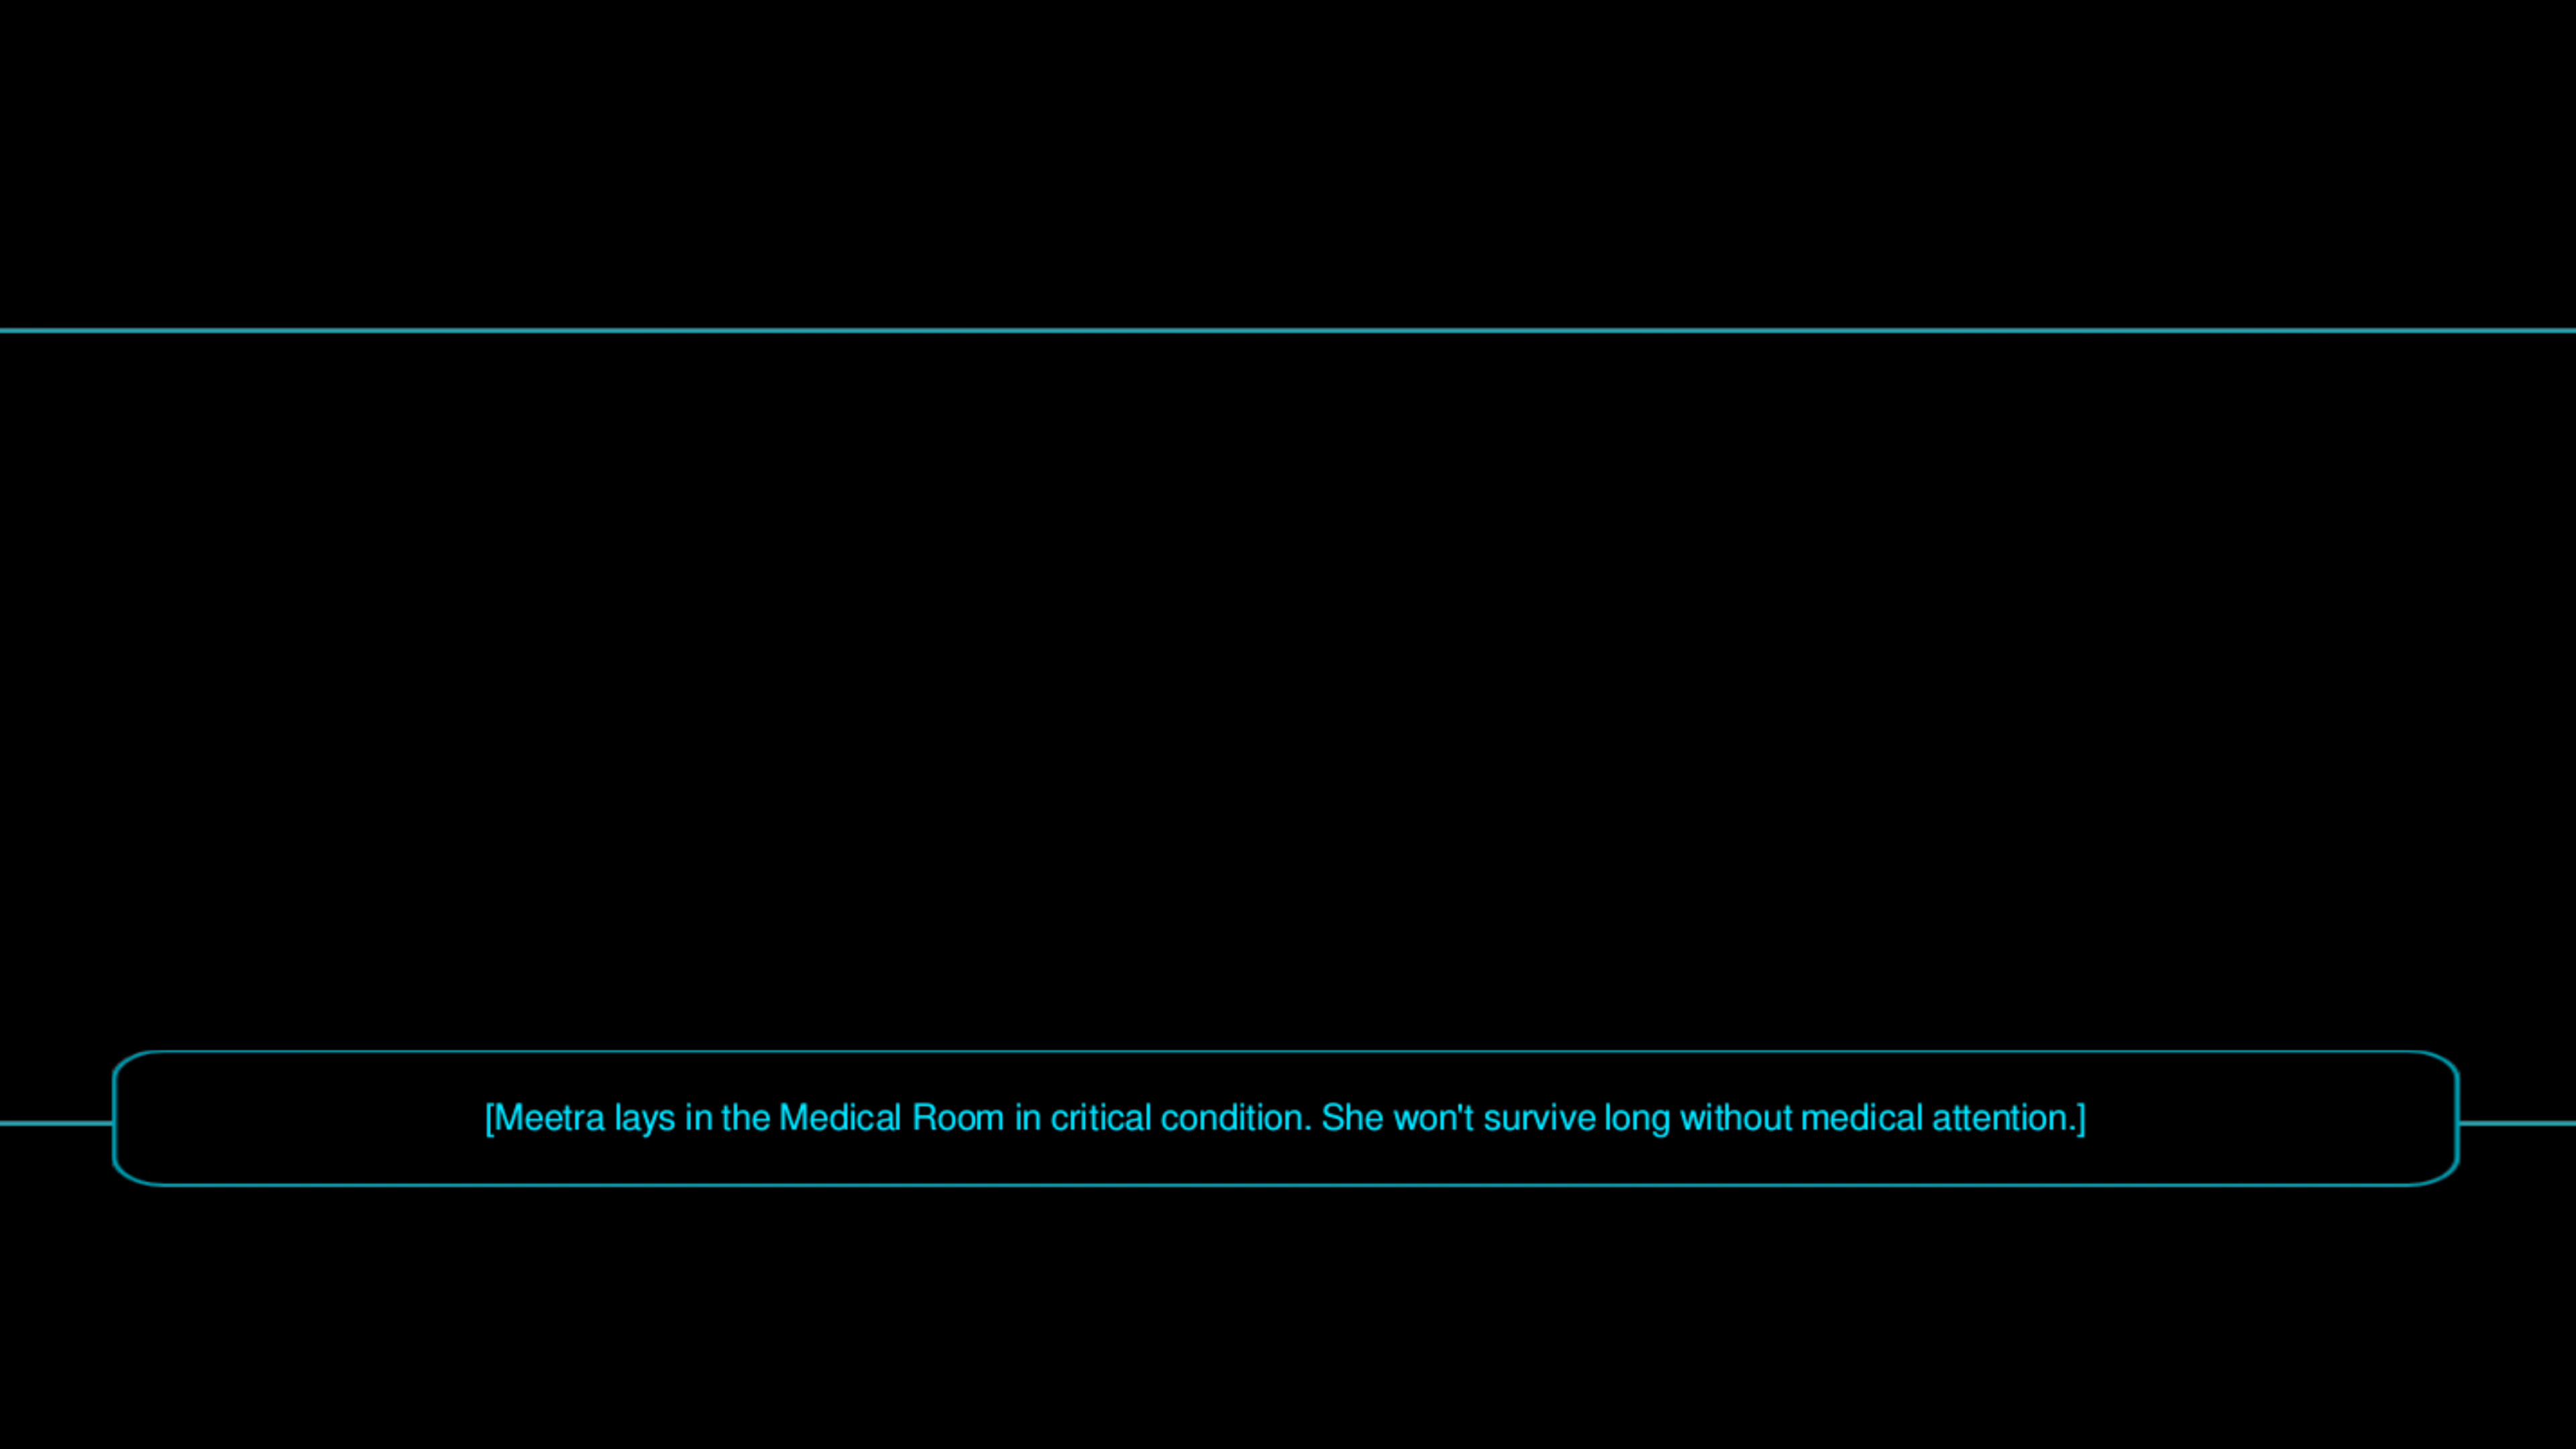 [Meetra lays in the Medical Room in critical condition. She won't survive long without medical attention.]